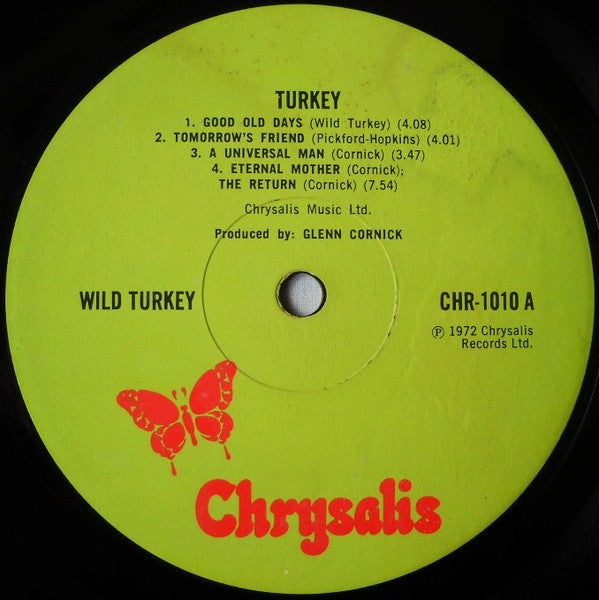 TURKEY
1. GOOD OLD DAYS (Wild Turkey) (4.08)
2. TOMORROW'S FRIEND (Pickford-Hopkins) (4.01)
3. A UNIVERSAL MAN (Cornick) (3.47)
4. ETERNAL MOTHER (Cornick);
THE RETURN (Cornick) (7.54)
Chrysalis Music Ltd.
Produced by: GLENN CORNICK
WILD TURKEY
CHR-1010 A
℗ 1972 Chrysalis
Records Ltd.
Chrysalis